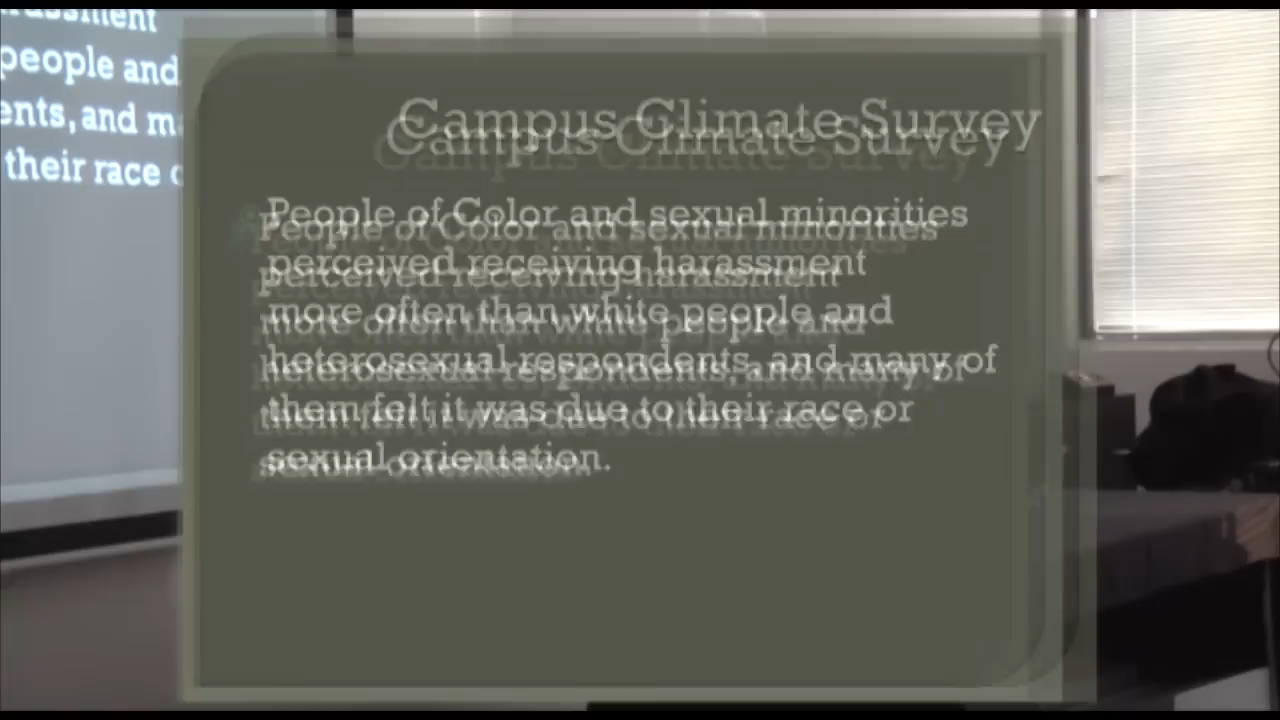 arassment
people and
ents, and ma
their race o
Campus Climate Survey
People of Color and sexual minorities
perceived receiving harassment
more often than white people and
heterosexual respondents, and many of
them felt it was due to their race or
sexual orientation.